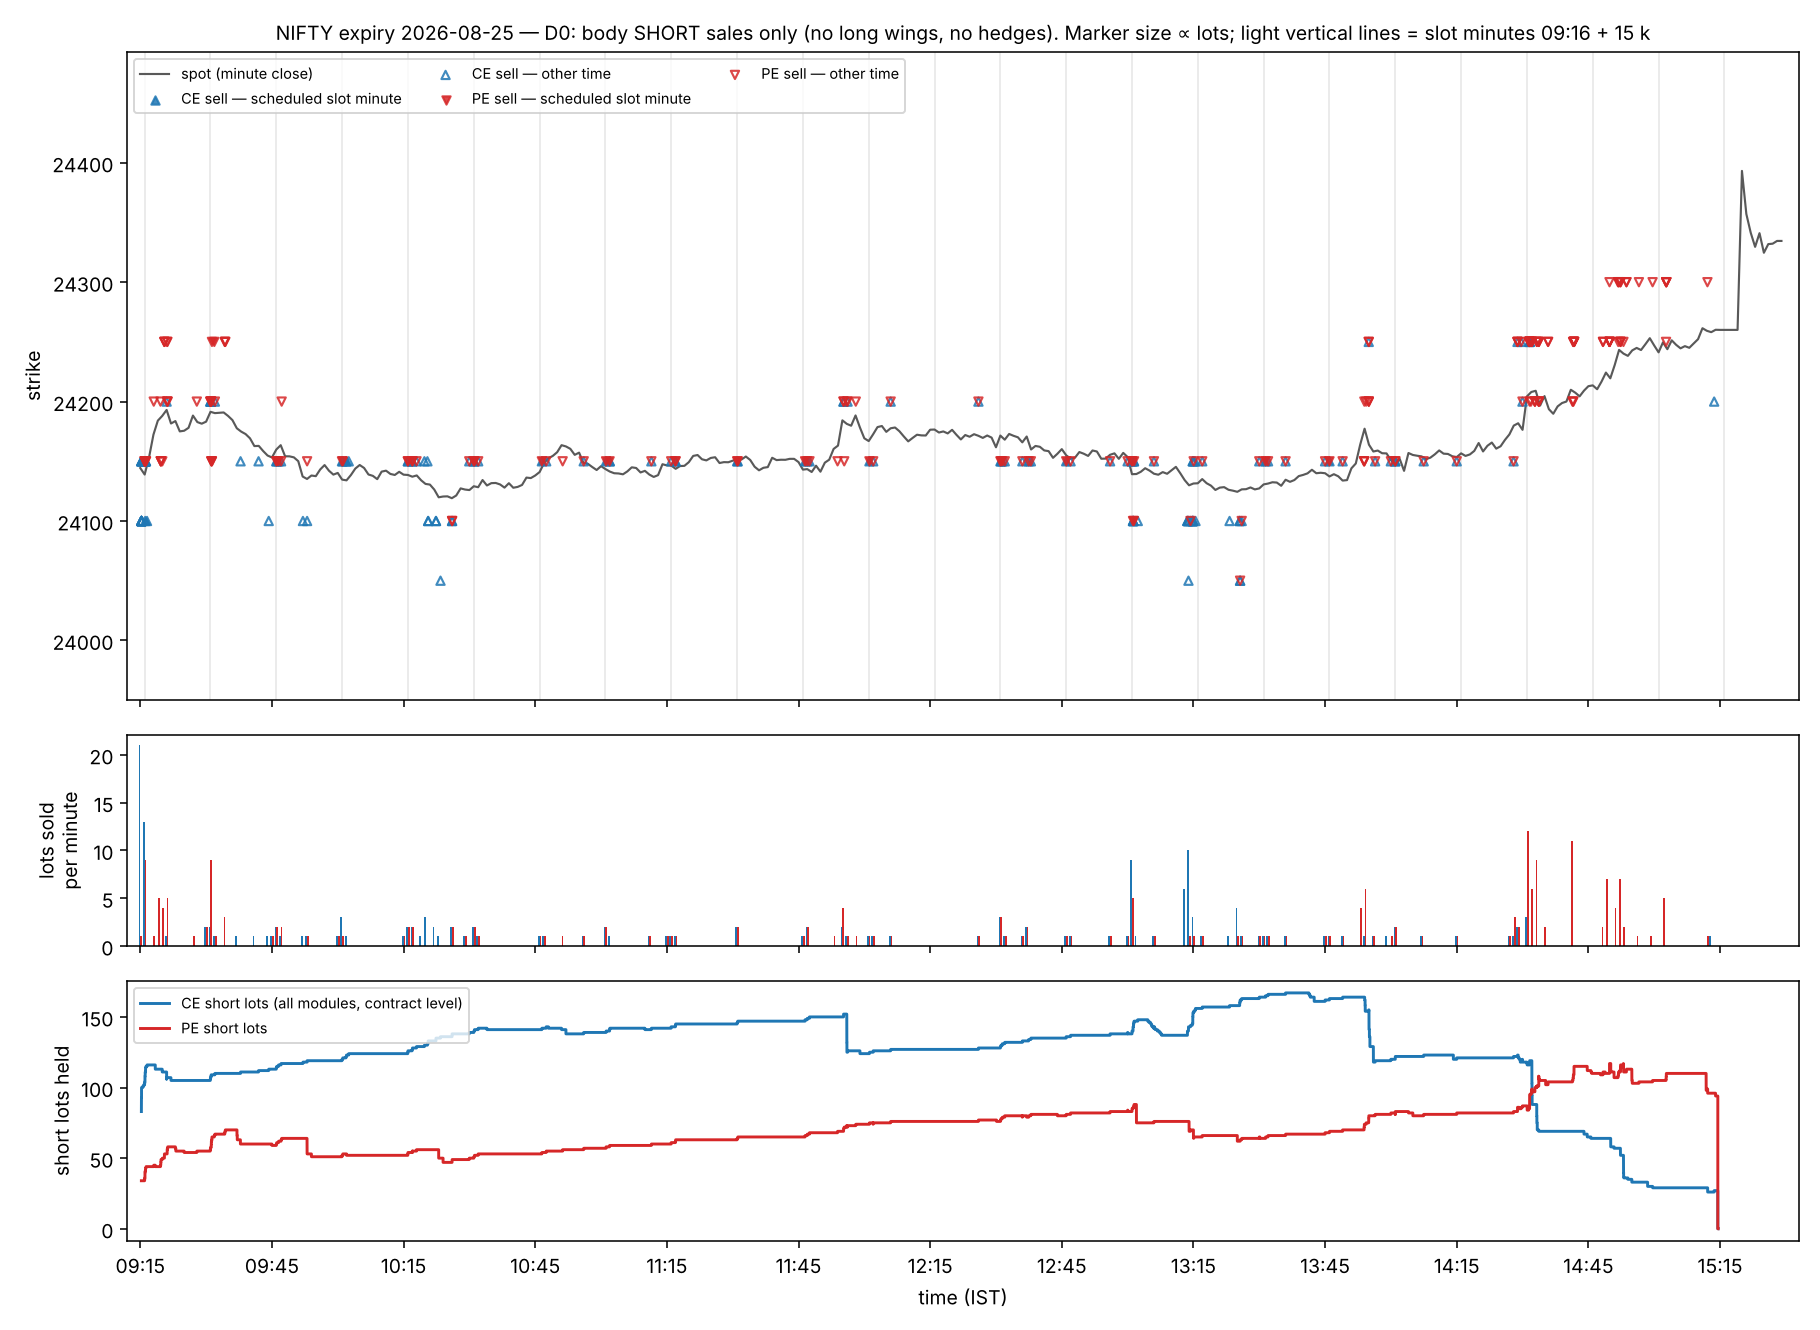 NIFTY expiry 2026-08-25 — D0: body SHORT sales only (no long wings, no hedges). Marker size ∝ lots; light vertical lines = slot minutes 09:16 + 15 k
spot (minute close)
CE sell — scheduled slot minute
CE sell — other time
PE sell — scheduled slot minute
PE sell — other time
strike
24400
24300
24200
24100
24000
lots sold
per minute
20
15
10
5
0
CE short lots (all modules, contract level)
PE short lots
short lots held
150
100
50
0
09:15
09:45
10:15
10:45
11:15
11:45
12:15
12:45
13:15
13:45
14:15
14:45
15:15
time (IST)